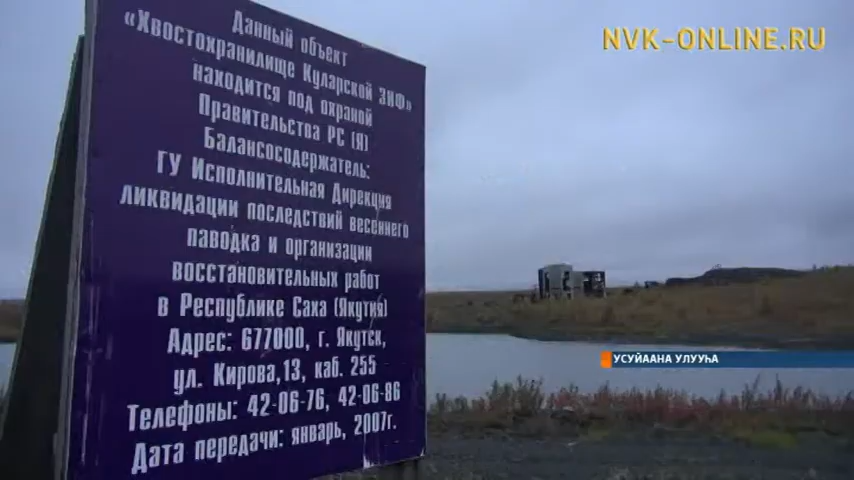 Данный объект
«Хвостохранилище Куларской ЗИФ»
находится под охраной
Правительства РС (Я)
Балансосодержатель:
ГУ Исполнительная Дирекция
ликвидации последствий весеннего
паводка и организации
восстановительных работ
в Республике Саха (Якутия)
Адрес: 677000, г. Якутск,
ул. Кирова,13, каб. 255
Телефоны: 42-06-76, 42-06-86
Дата передачи: январь, 2007г.
NVK-ONLINE.RU
УСУЙААНА УЛУУҺА